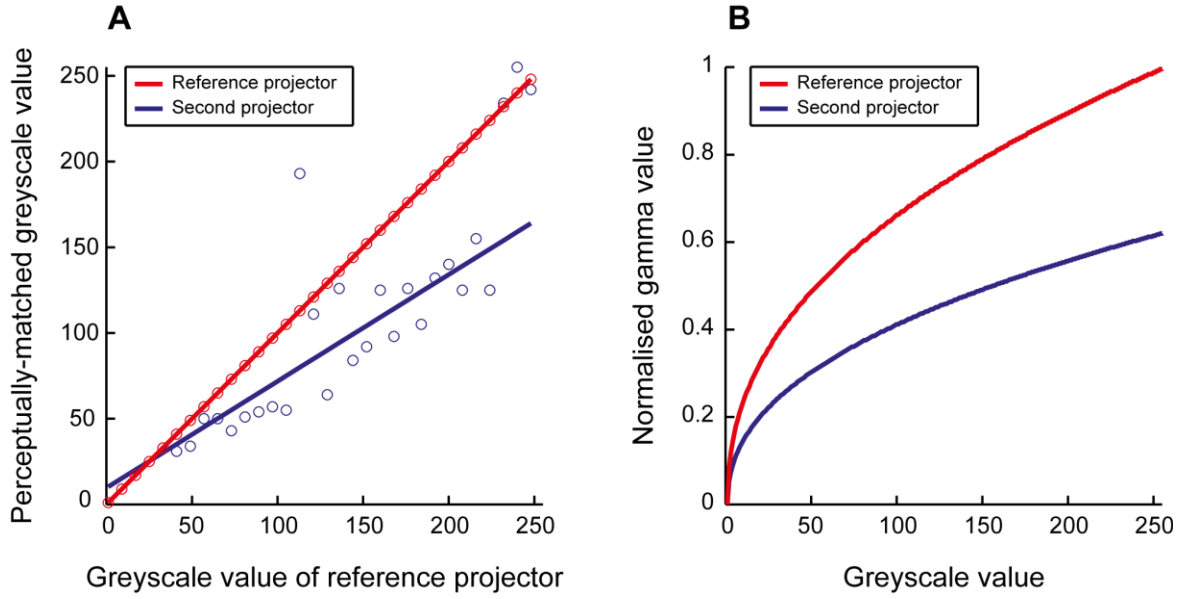 A
Perceptually-matched greyscale value
250
200
150
100
50
0
Reference projector
Second projector
0
50
100
150
200
250
Greyscale value of reference projector
B
Normalised gamma value
1
0.8
0.6
0.4
0.2
0
Reference projector
Second projector
0
50
100
150
200
250
Greyscale value